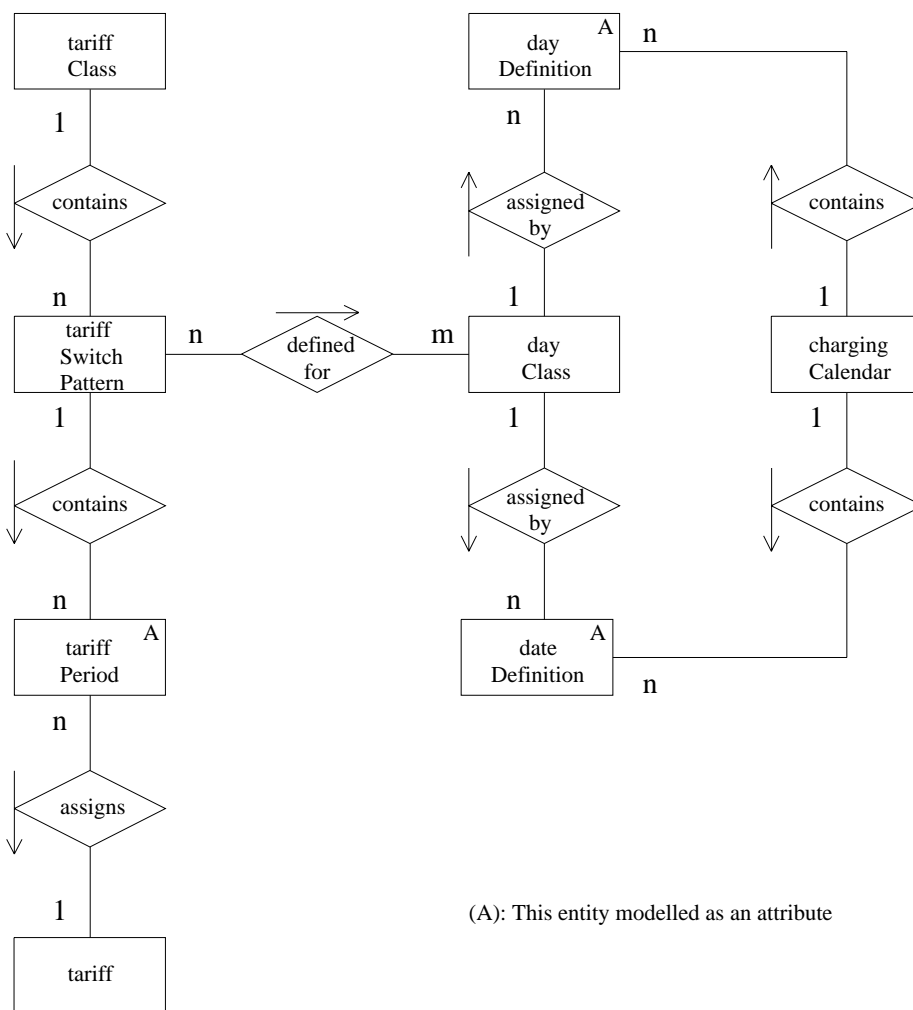 tariff
Class
1
contains
n
tariff
Switch
Pattern
n
defined
for
m
1
contains
n
tariff
Period
A
n
assigns
1
tariff
day
Definition
A
n
n
assigned
by
1
day
Class
1
assigned
by
n
date
Definition
A
n
contains
1
charging
Calendar
1
contains
(A): This entity modelled as an attribute